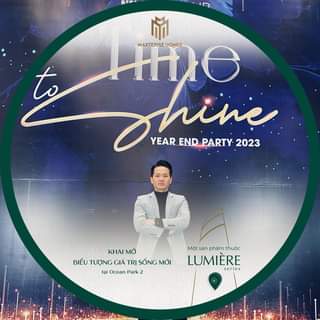 MASTERISE HOMES
Time
to Shine
YEAR END PARTY 2023
KHAI MỞ
BIỂU TƯỢNG GIÁ TRỊ SỐNG MỚI
tại Ocean Park 2
Một sản phẩm thuộc
LUMIÈRE
series